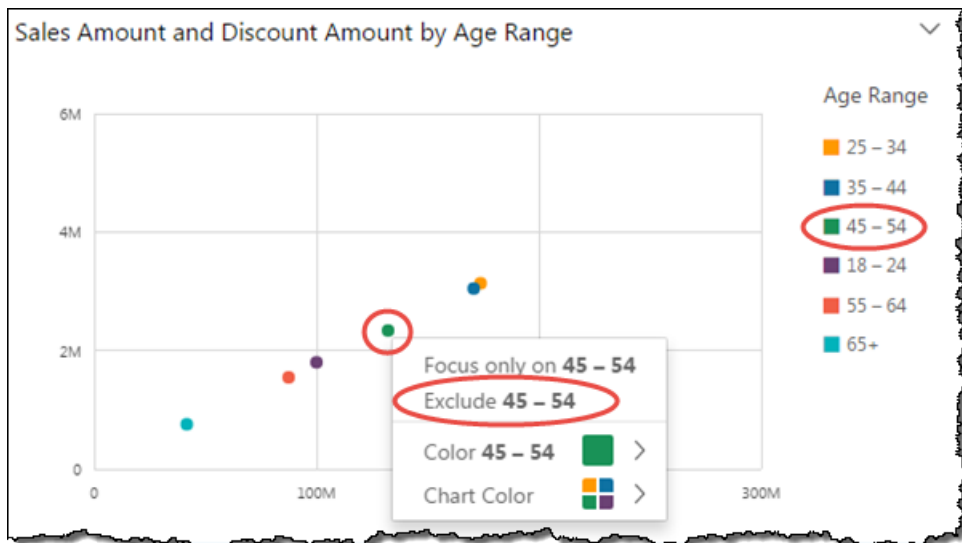 Sales Amount and Discount Amount by Age Range
Age Range
6M
25 – 34
35 – 44
4M
45 – 54
18 – 24
55 – 64
2M
65+
Focus only on 45 – 54
Exclude 45 – 54
Color 45 – 54
Chart Color
0
0
100M
300M